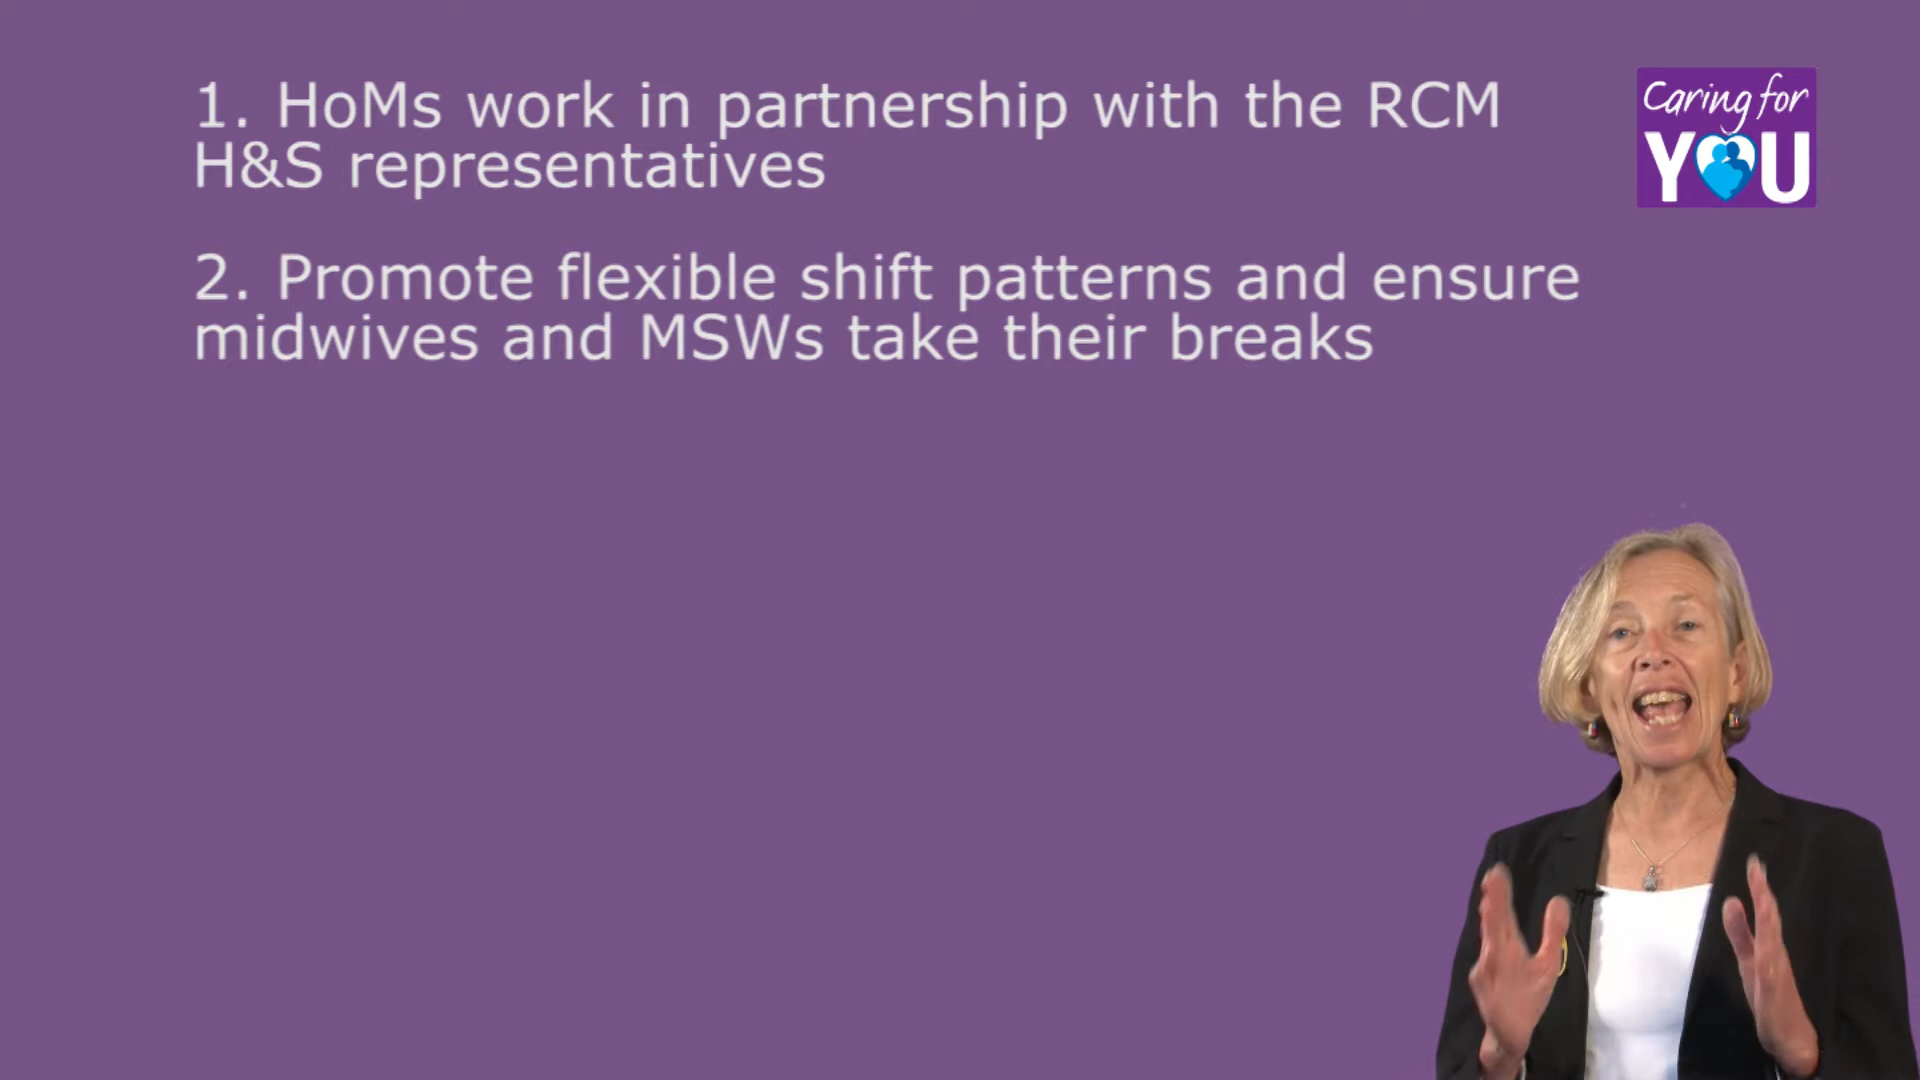 1. HoMs work in partnership with the RCM
H&S representatives
2. Promote flexible shift patterns and ensure
midwives and MSWs take their breaks
Caring for
YOU